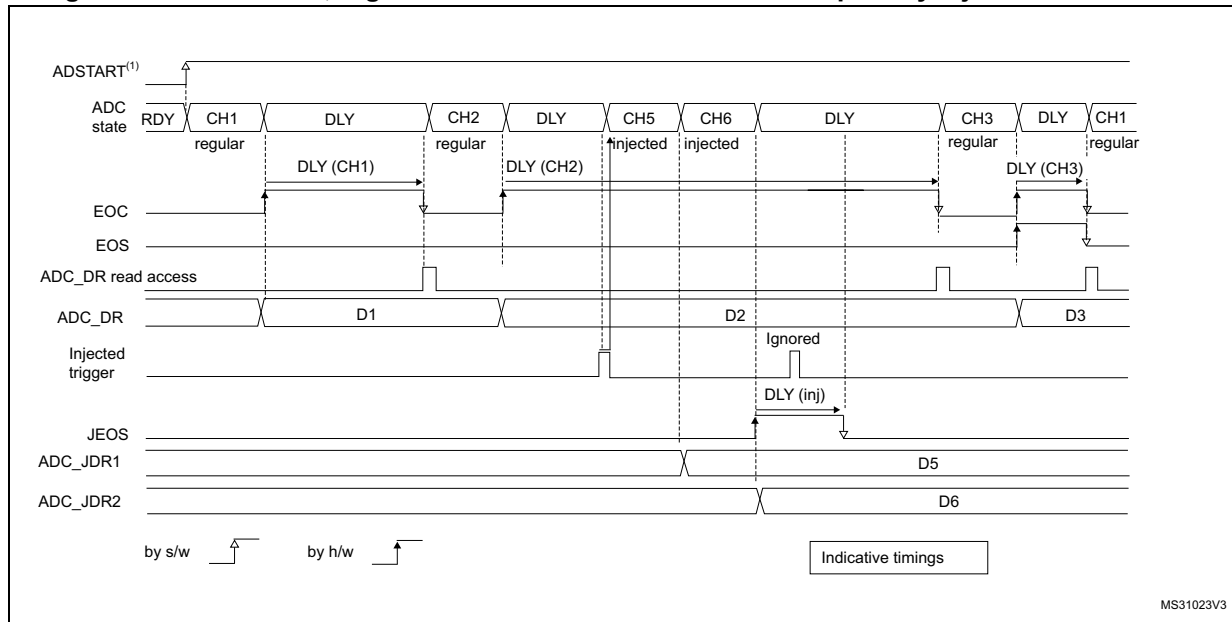 ADSTART(1)
ADC state
RDY CH1 DLY CH2 DLY CH5 CH6 DLY CH3 DLY CH1
regular regular injected injected regular regular
DLY (CH1) DLY (CH2) DLY (CH3)
EOC
EOS
ADC_DR read access
ADC_DR D1 D2 D3
Ignored
Injected
trigger
DLY (inj)
JEOS
ADC_JDR1 D5
ADC_JDR2 D6
by s/w by h/w Indicative timings
MS31023V3